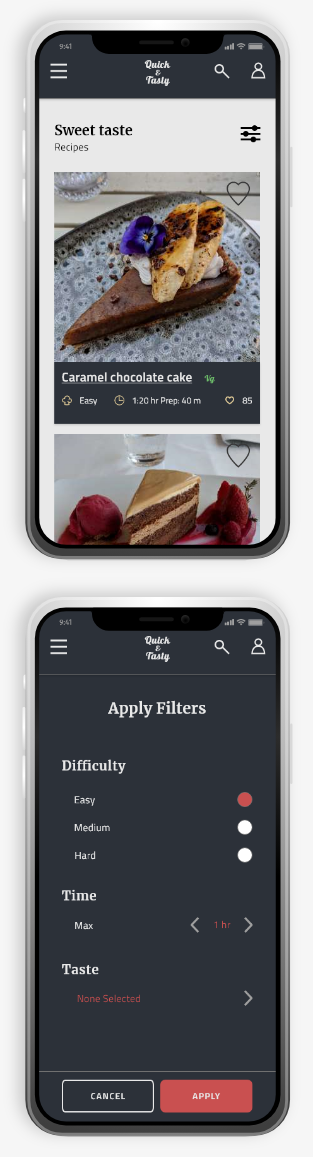 9:41
Quick
&
Tasty
Sweet taste
Recipes
Caramel chocolate cake Vg
Easy 1:20 hr Prep: 40 m 85
9:41
Quick
&
Tasty
Apply Filters
Difficulty
Easy
Medium
Hard
Time
Max 1 hr
Taste
None Selected
CANCEL APPLY